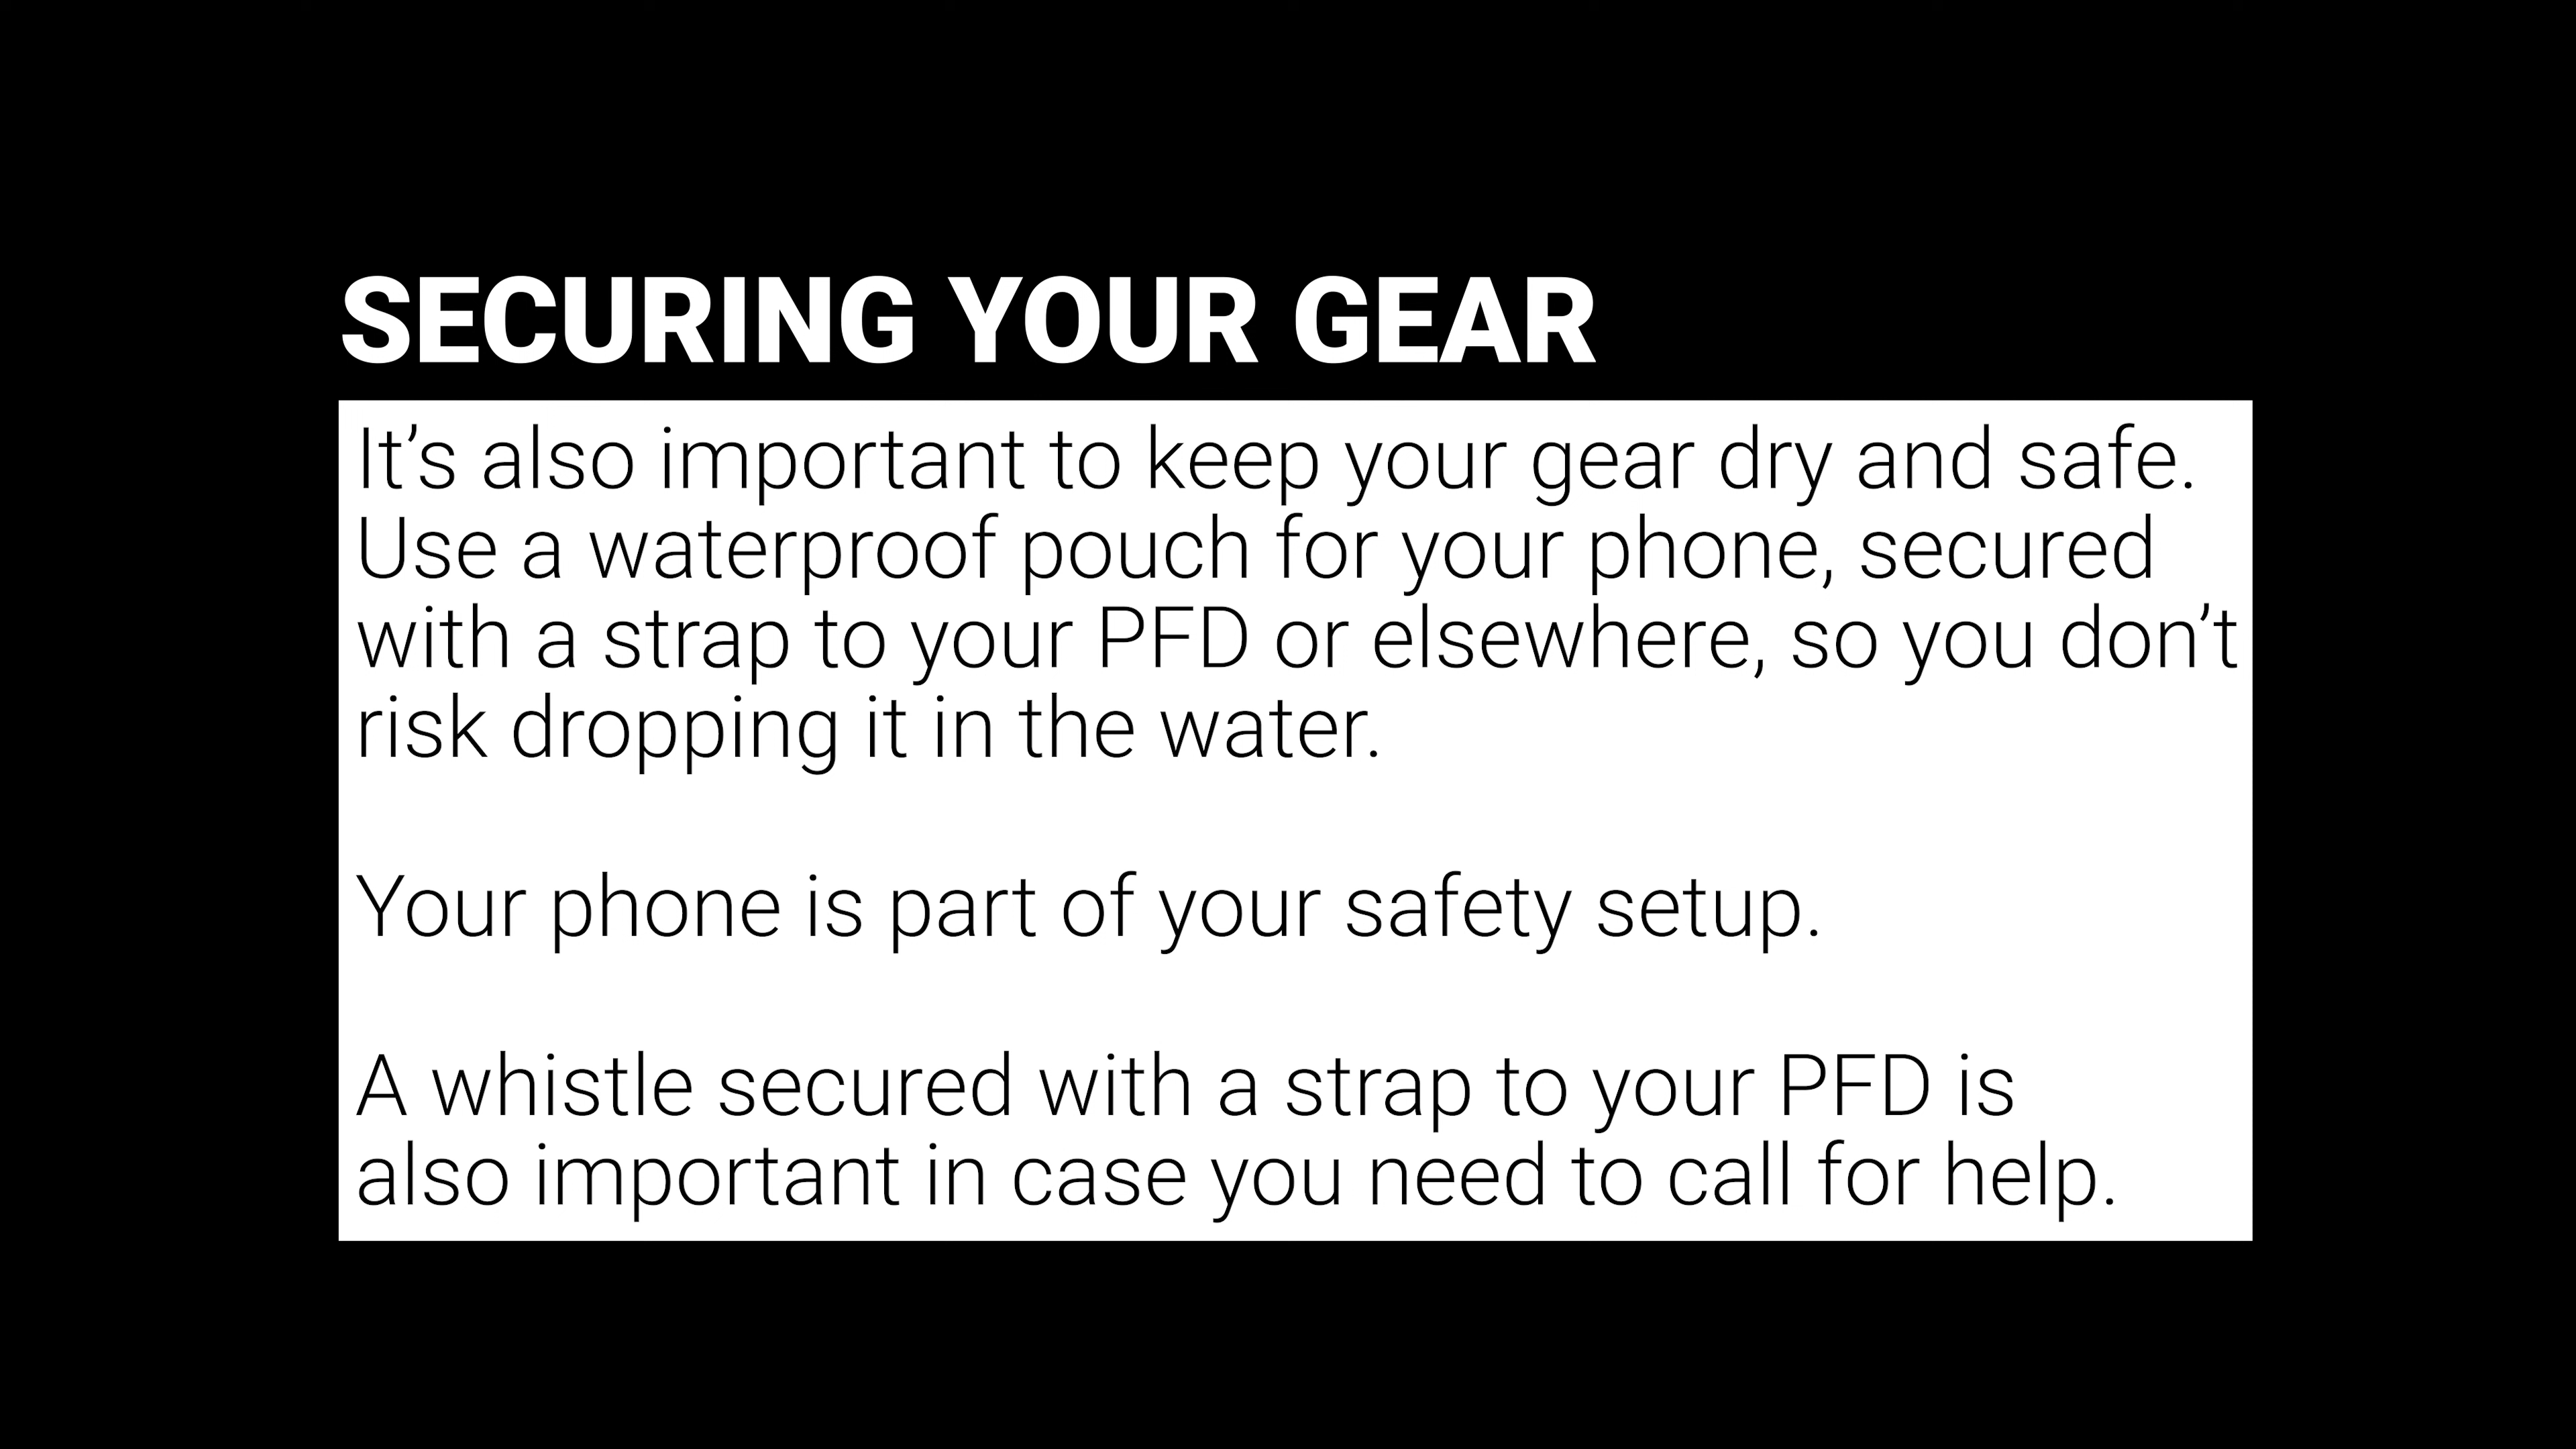 SECURING YOUR GEAR
It’s also important to keep your gear dry and safe.
Use a waterproof pouch for your phone, secured
with a strap to your PFD or elsewhere, so you don’t
risk dropping it in the water.
Your phone is part of your safety setup.
A whistle secured with a strap to your PFD is
also important in case you need to call for help.